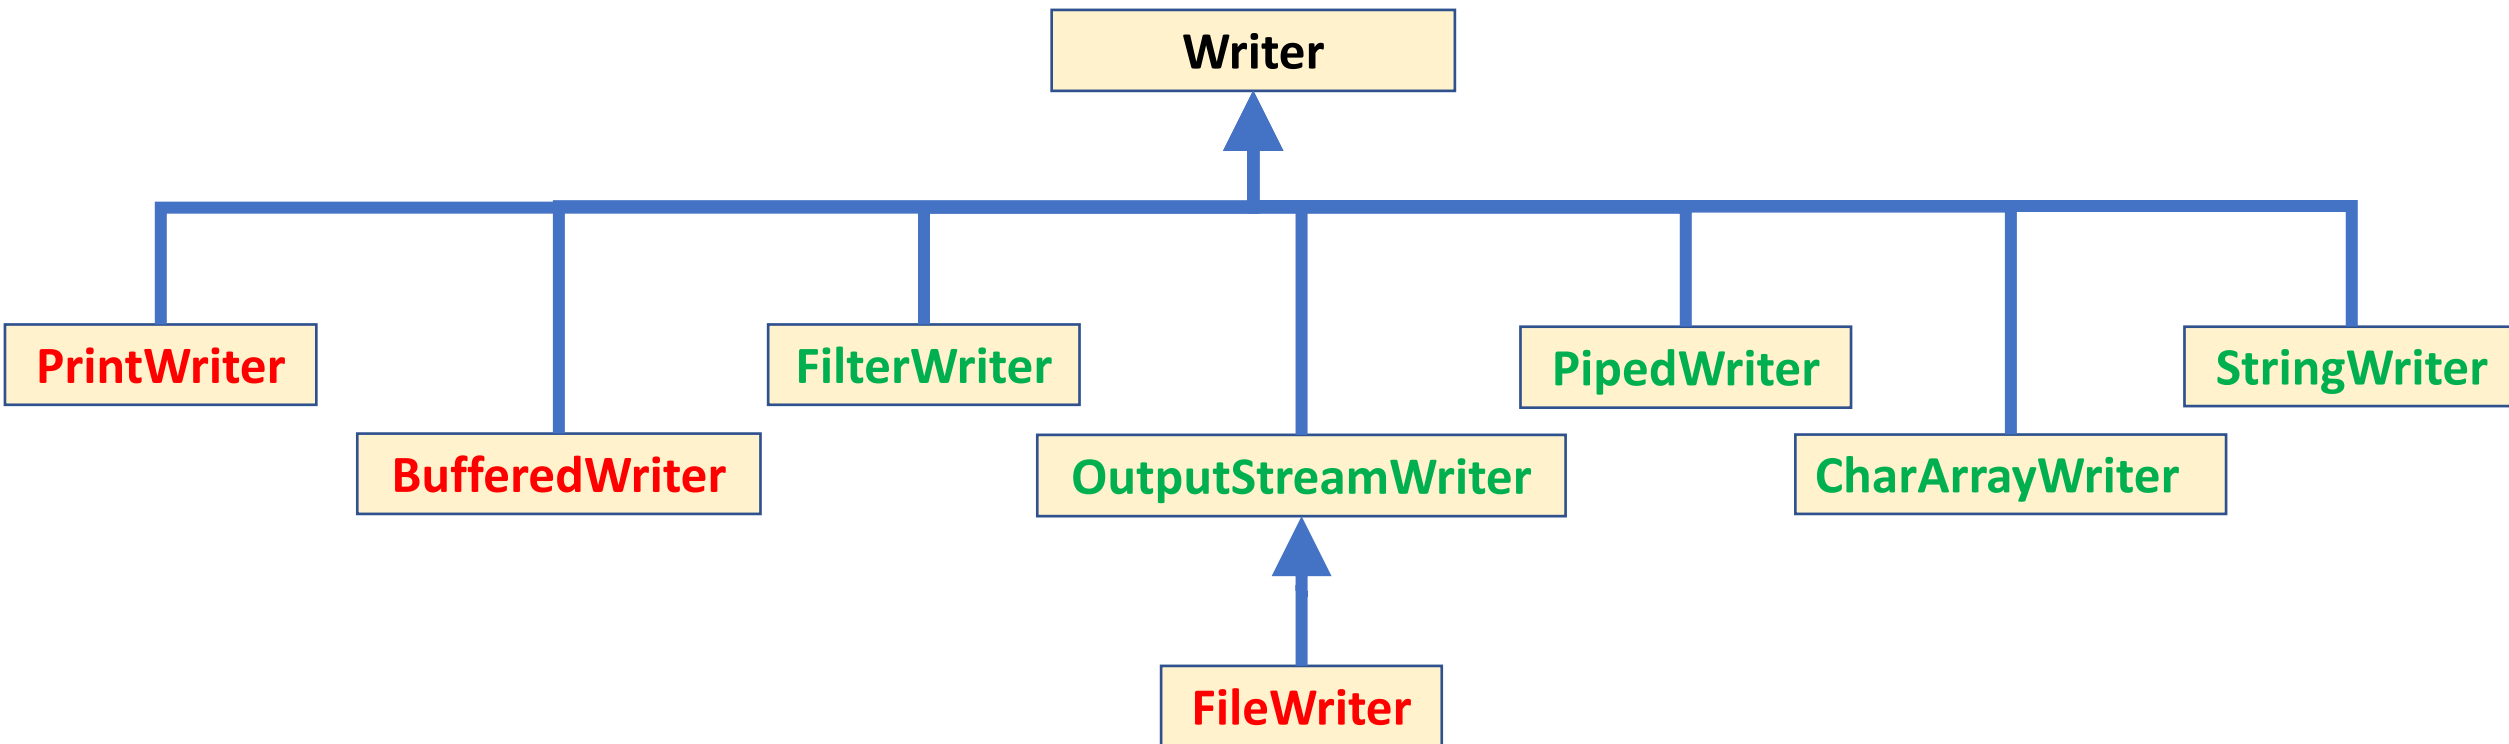 Writer
PrintWriter
FilterWriter
PipedWriter
StringWriter
BufferedWriter
OutputStreamWriter
CharArrayWriter
FileWriter